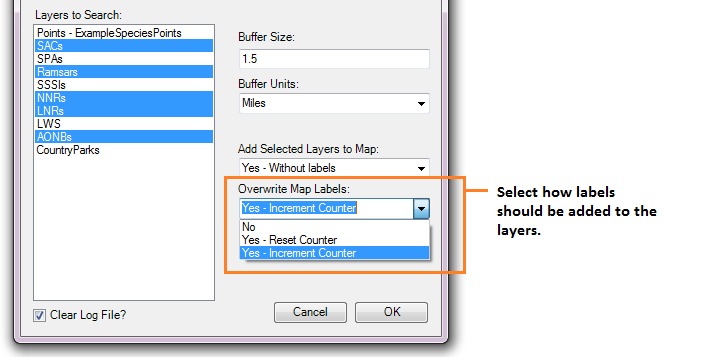 Layers to Search:
Points - ExampleSpeciesPoints
SACs
SPAs
Ramsars
SSSIs
NNRs
LNRs
LWS
AONBs
CountryParks
Buffer Size:
1.5
Buffer Units:
Miles
Add Selected Layers to Map:
Yes - Without labels
Overwrite Map Labels:
Yes - Increment Counter
No
Yes - Reset Counter
Yes - Increment Counter
Select how labels
should be added to the
layers.
Clear Log File?
Cancel
OK